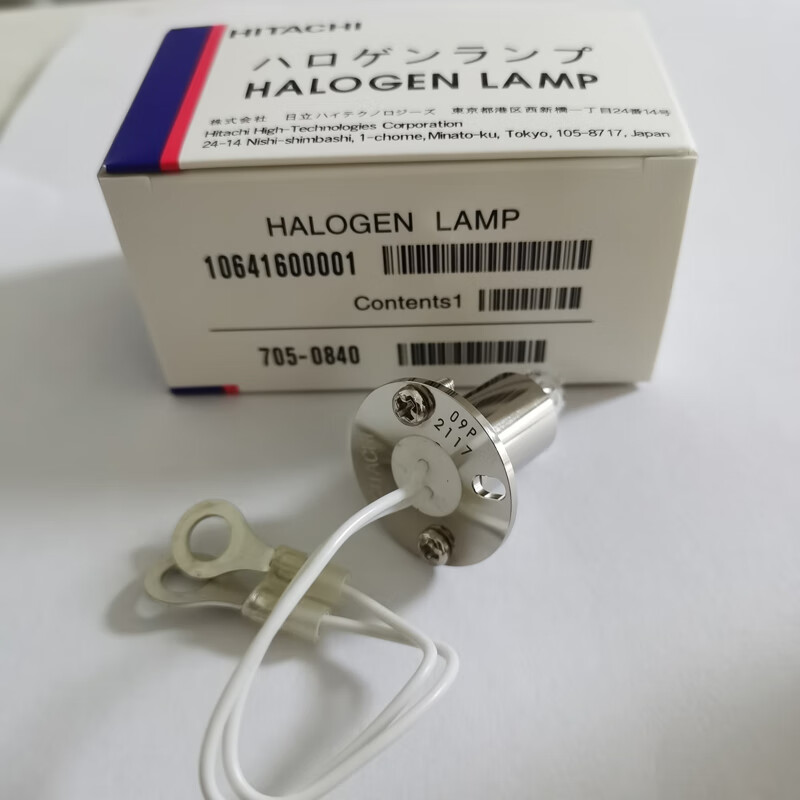 HITACHI
ハロゲンランプ
HALOGEN LAMP
株式会社 日立ハイテクノロジーズ 東京都港区西新橋一丁目24番14号
Hitachi High-Technologies Corporation
24-14 Nishi-shimbashi, 1-chome, Minato-ku, Tokyo, 105-8717, Japan
HALOGEN LAMP
10641600001
Contents1
705-0840
09P
2117
HITACHI